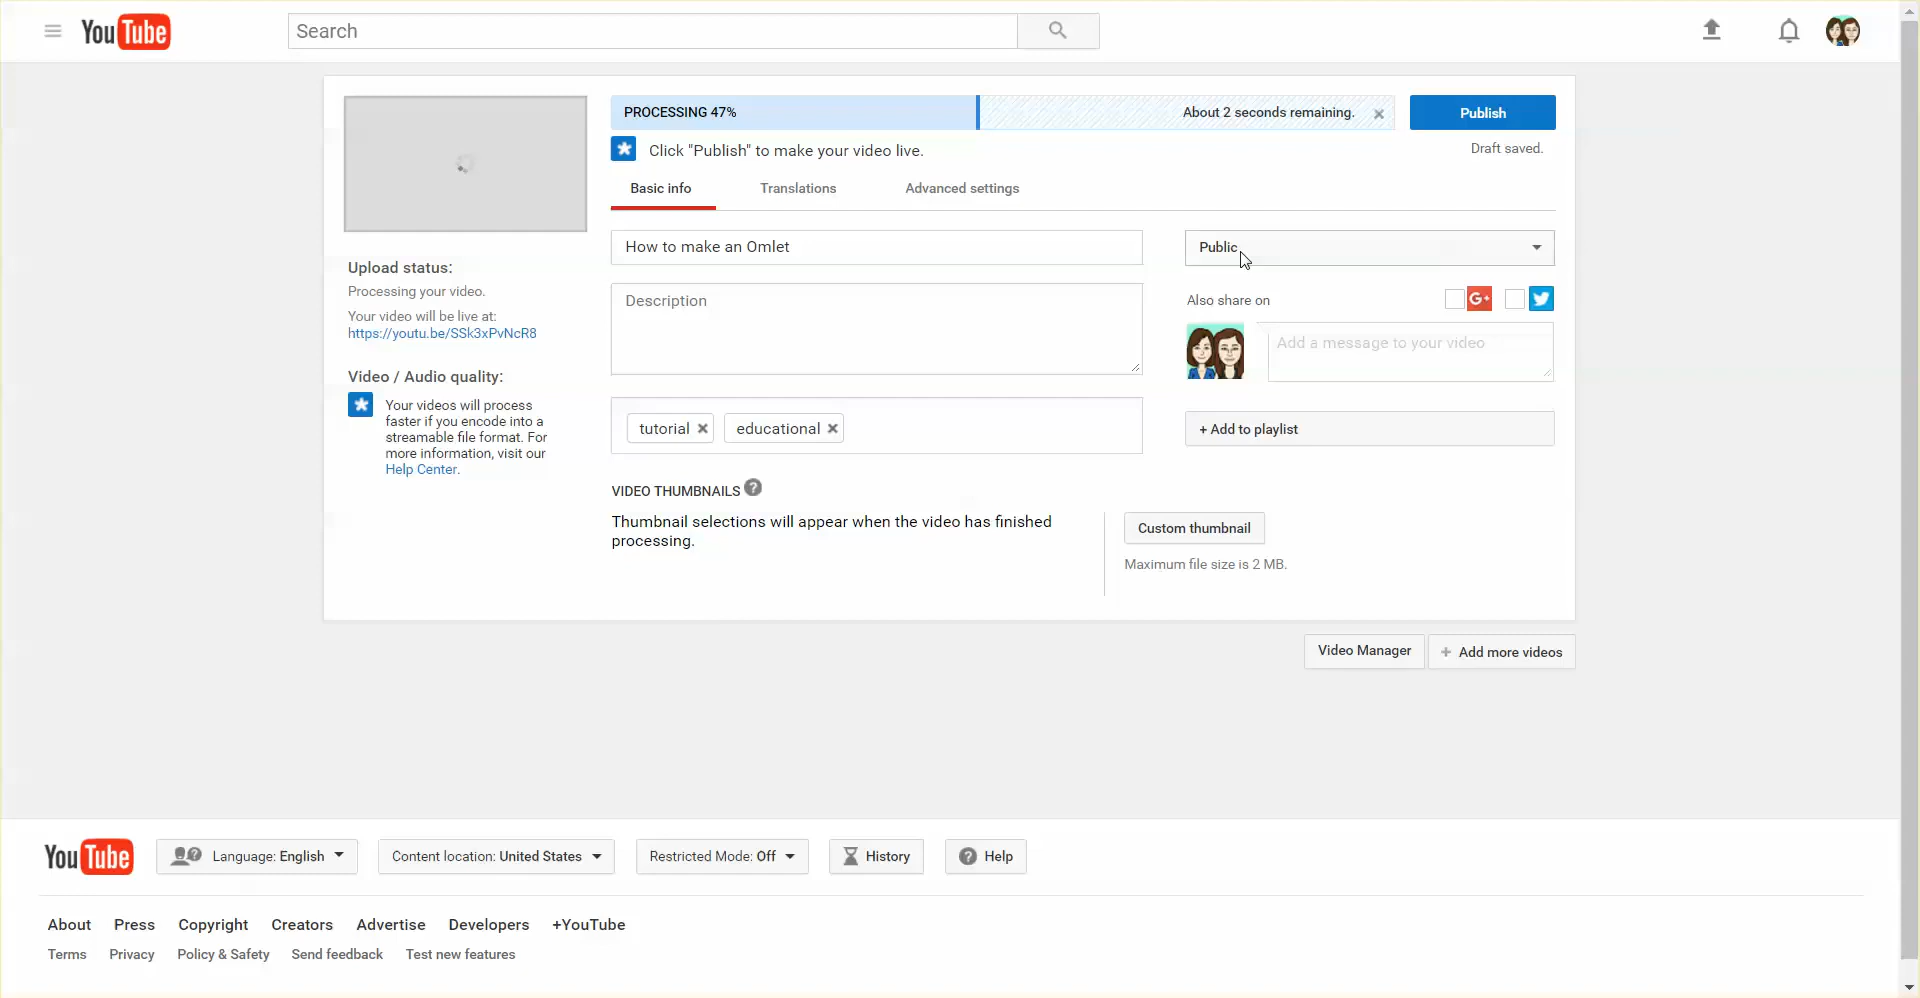 YouTube
Search
PROCESSING 47%
About 2 seconds remaining.
Publish
Click "Publish" to make your video live.
Draft saved.
Basic info
Translations
Advanced settings
How to make an Omlet
Public
Upload status:
Processing your video.
Your video will be live at:
https://youtu.be/SSk3xPvNcR8
Description
Also share on
G+
Add a message to your video
Video / Audio quality:
Your videos will process
faster if you encode into a
streamable file format. For
more information, visit our
Help Center.
tutorial
educational
+ Add to playlist
VIDEO THUMBNAILS ?
Thumbnail selections will appear when the video has finished
processing.
Custom thumbnail
Maximum file size is 2 MB.
Video Manager
+ Add more videos
YouTube
Language: English
Content location: United States
Restricted Mode: Off
History
Help
About Press Copyright Creators Advertise Developers +YouTube
Terms Privacy Policy & Safety Send feedback Test new features